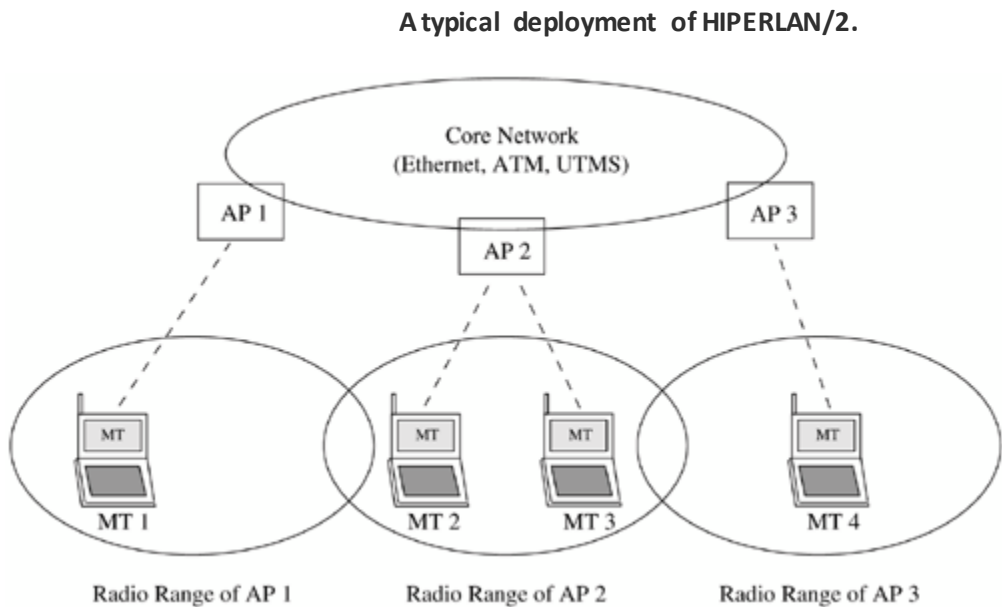 A typical deployment of HIPERLAN/2.
Core Network
(Ethernet, ATM, UTMS)
AP 1
AP 2
AP 3
MT
MT
MT
MT
MT 1
MT 2
MT 3
MT 4
Radio Range of AP 1
Radio Range of AP 2
Radio Range of AP 3